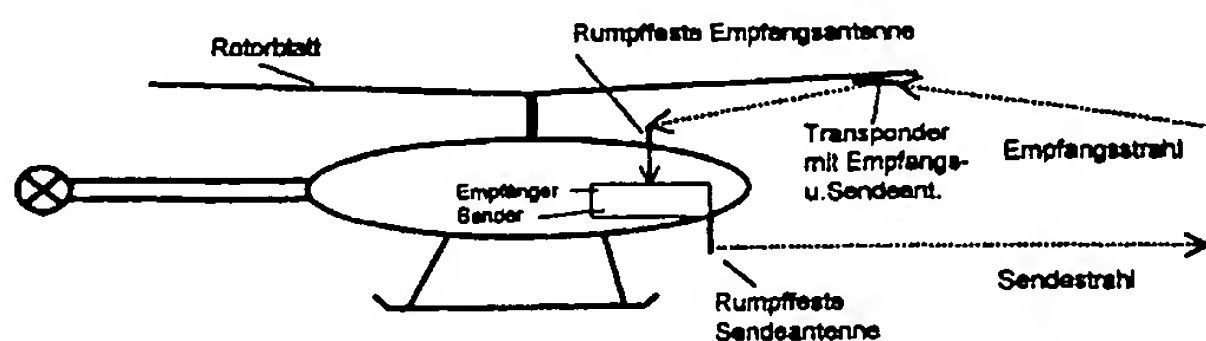 Rumpffeste Empfangsantenne
Rotorblatt
Transponder
mit Empfangs-
u.Sendeant.
Empfangsstrahl
Empfänger
Sender
Sendestrahl
Rumpffeste
Sendeantenne